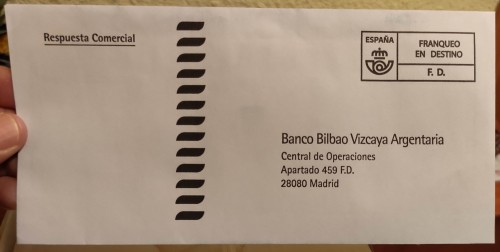 Respuesta Comercial
ESPAÑA
FRANQUEO
EN DESTINO
F. D.
Banco Bilbao Vizcaya Argentaria
Central de Operaciones
Apartado 459 F.D.
28080 Madrid